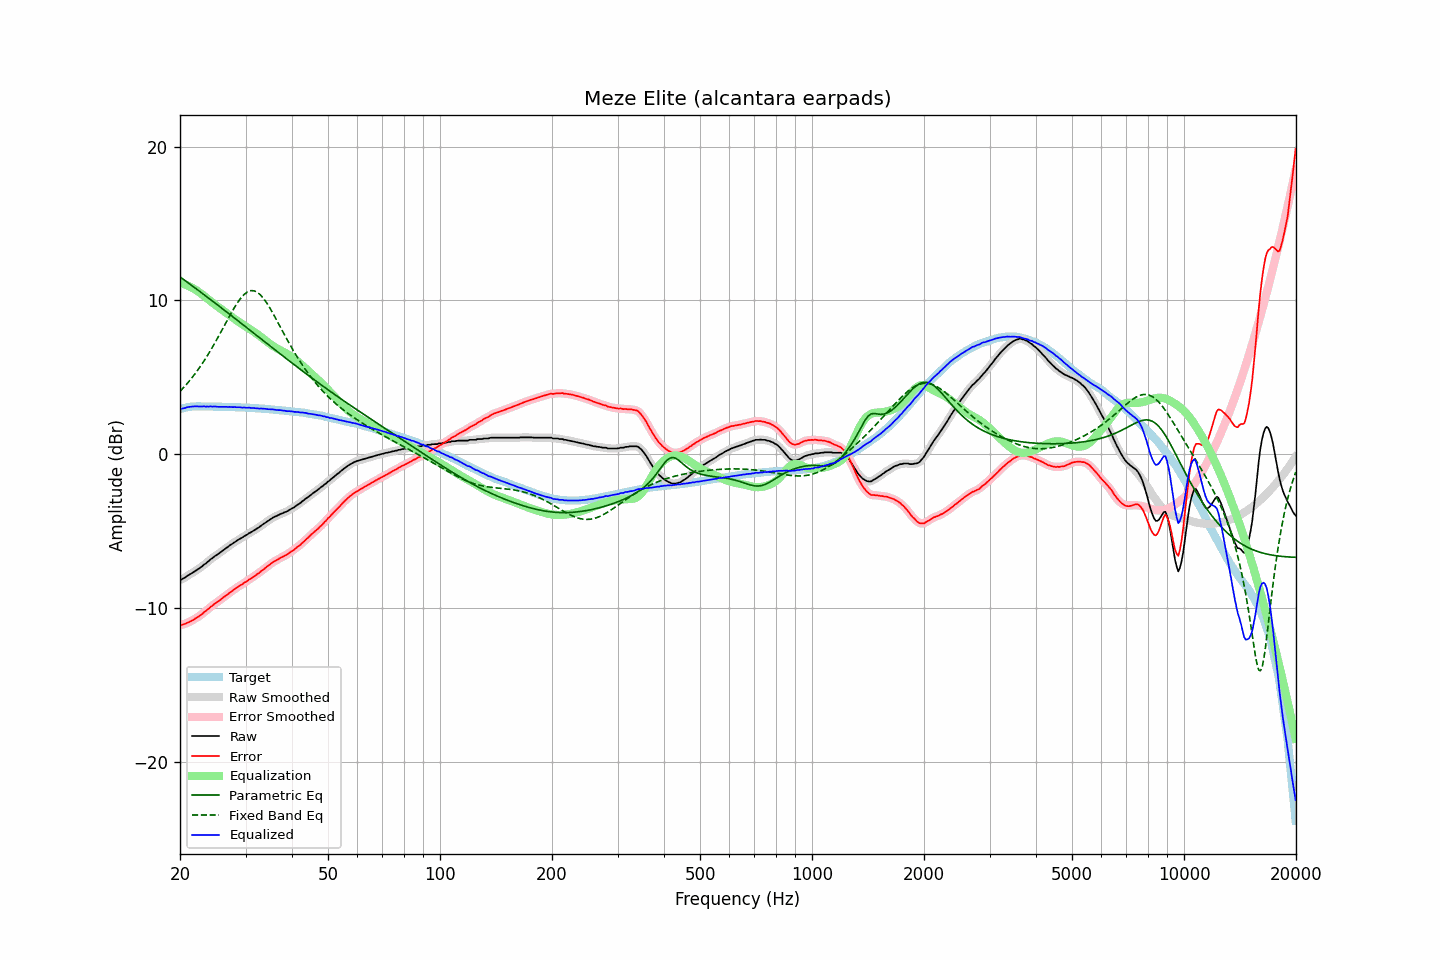 Meze Elite (alcantara earpads)
20
10
0
−10
−20
Amplitude (dBr)
Target
Raw Smoothed
Error Smoothed
Raw
Error
Equalization
Parametric Eq
Fixed Band Eq
Equalized
20 50 100 200 500 1000 2000 5000 10000 20000
Frequency (Hz)